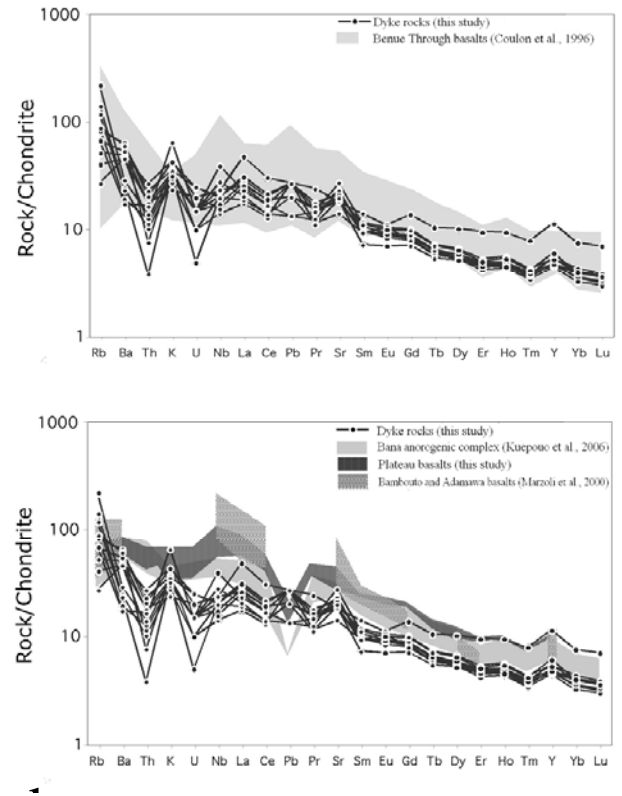 1000
Dyke rocks (this study)
Benue Through basalts (Coulon et al., 1996)
100
Rock/Chondrite
10
1
Rb Ba Th K U Nb La Ce Pb Pr Sr Sm Eu Gd Tb Dy Er Ho Tm Y Yb Lu
1000
Dyke rocks (this study)
Bana anorogenic complex (Kuepouo et al., 2006)
Plateau basalts (this study)
Bambouto and Adamawa basalts (Marzoli et al., 2000)
100
Rock/Chondrite
10
1
Rb Ba Th K U Nb La Ce Pb Pr Sr Sm Eu Gd Tb Dy Er Ho Tm Y Yb Lu